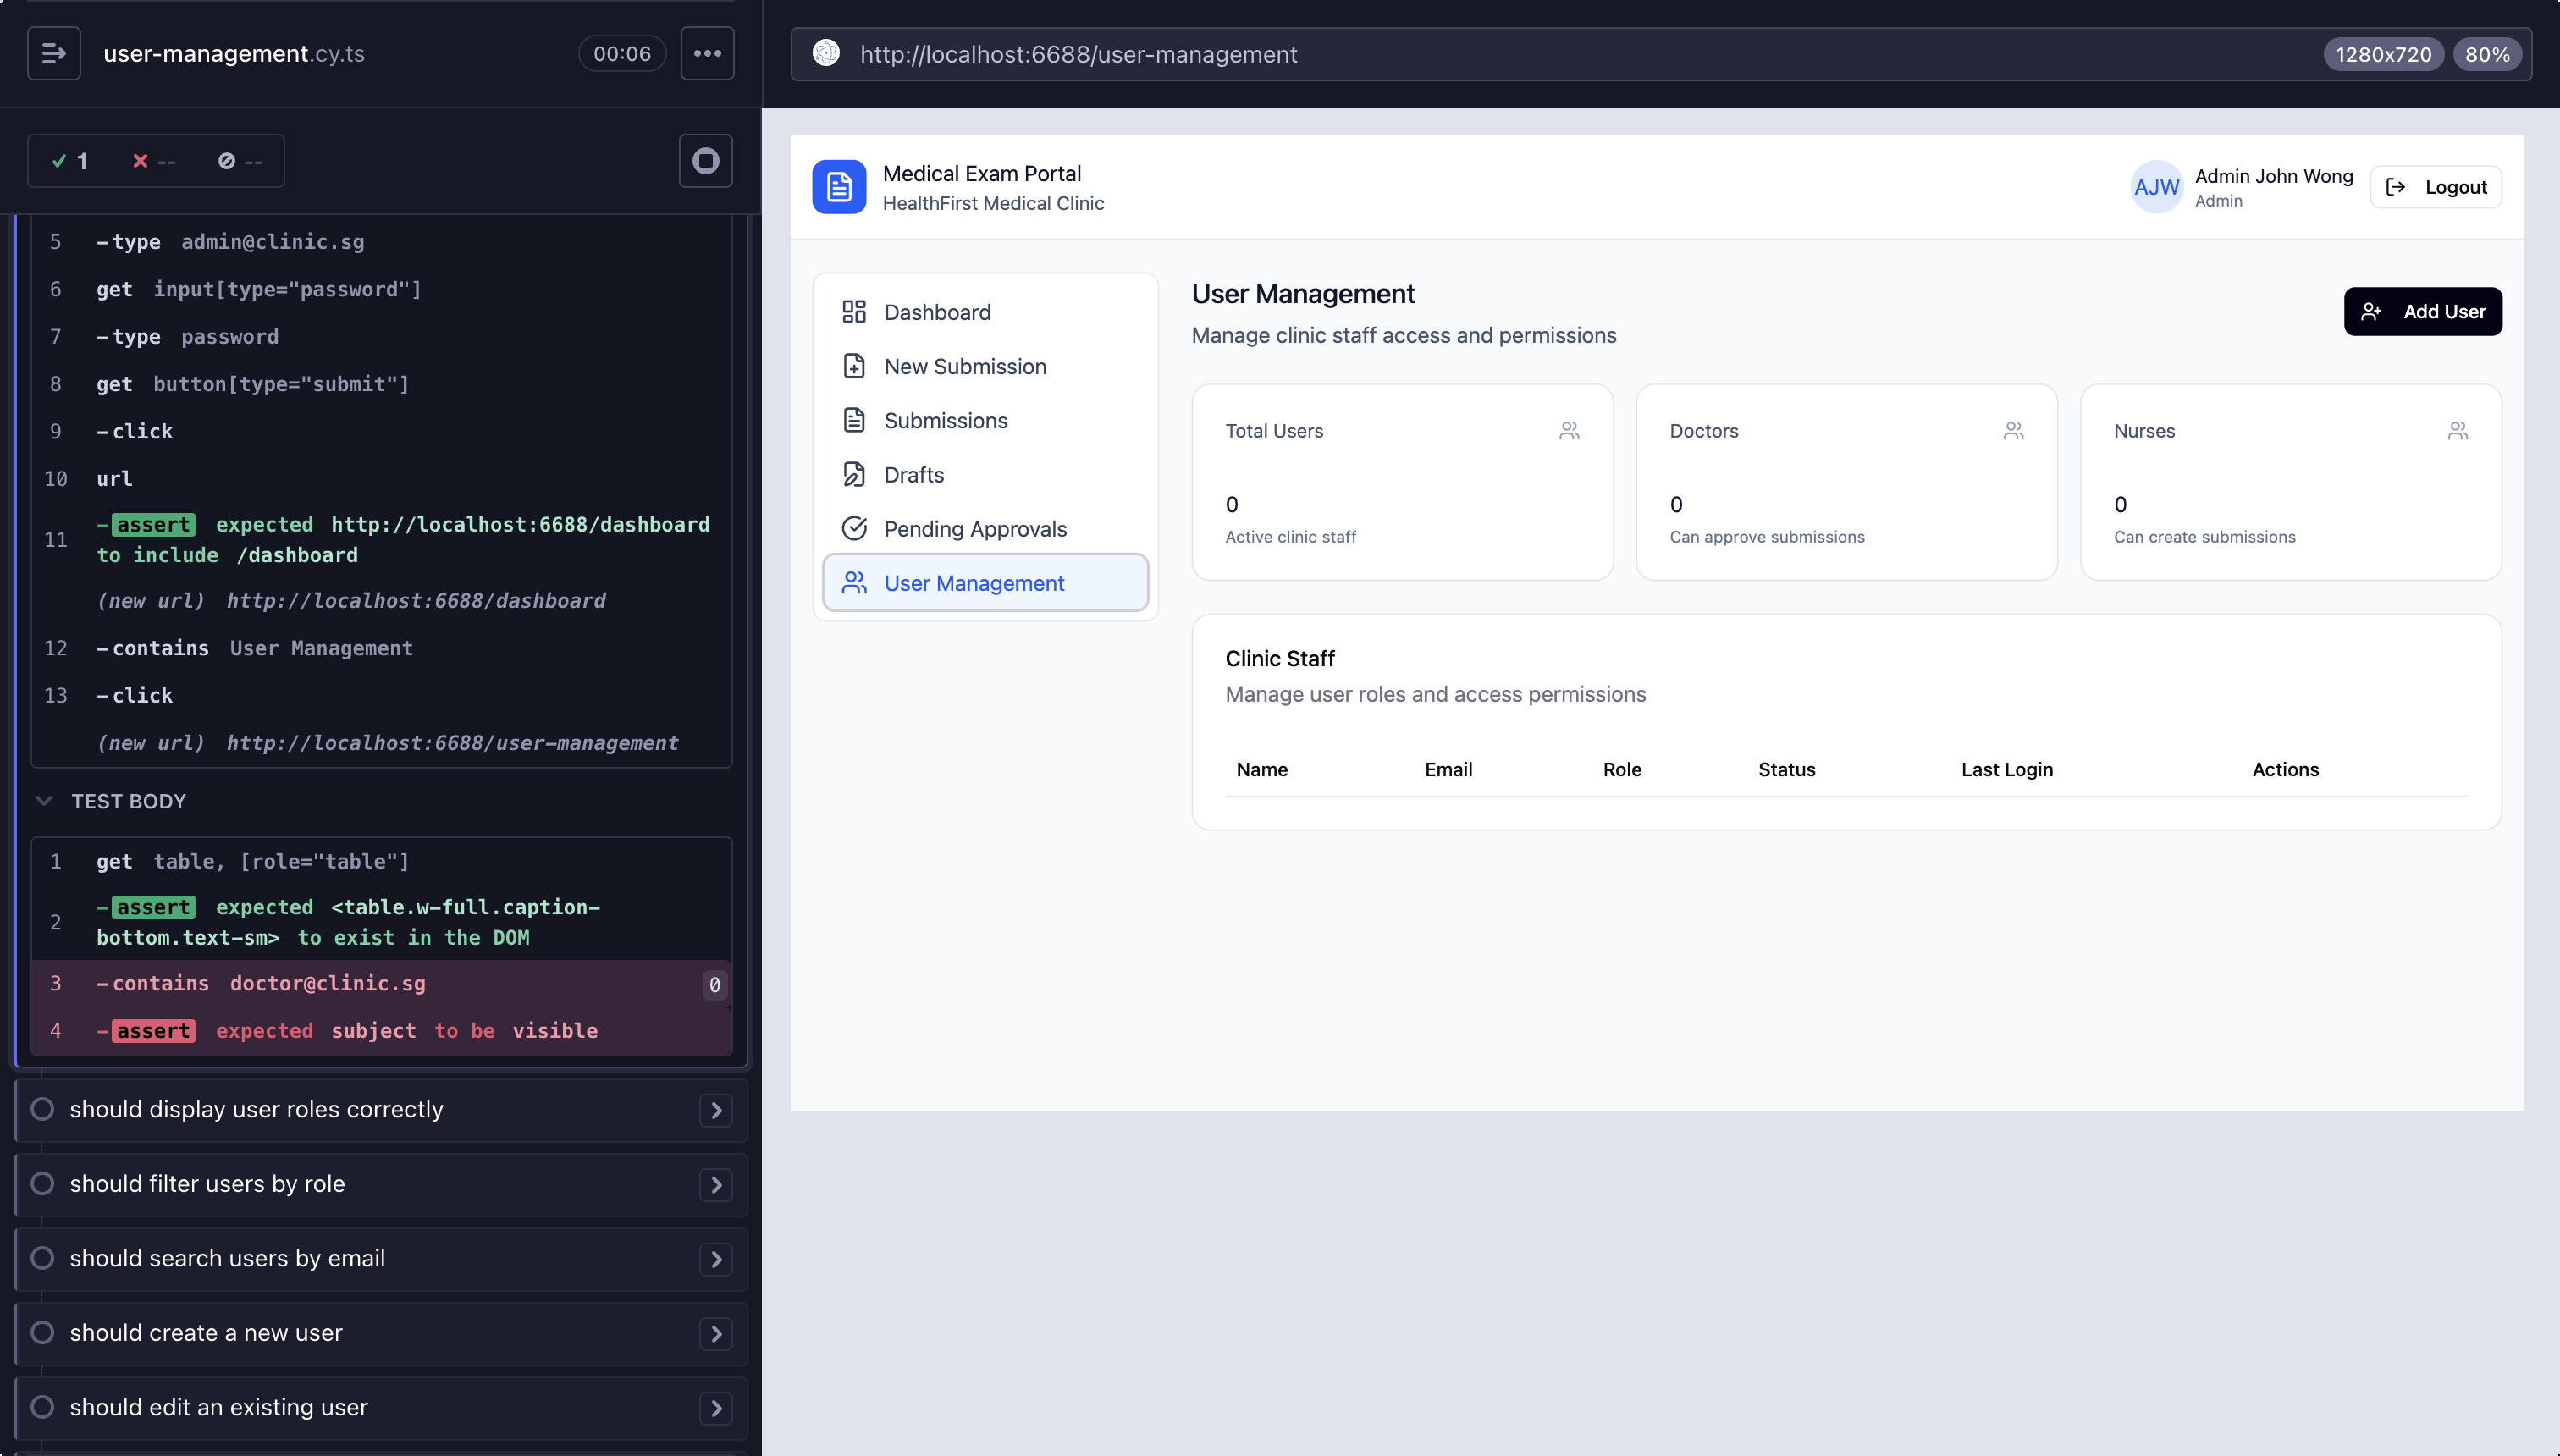 user-management.cy.ts
00:06
1
--
--
5 -type admin@clinic.sg
6 get input[type="password"]
7 -type password
8 get button[type="submit"]
9 -click
10 url
11 -assert expected http://localhost:6688/dashboard
to include /dashboard
(new url) http://localhost:6688/dashboard
12 -contains User Management
13 -click
(new url) http://localhost:6688/user-management
TEST BODY
1 get table, [role="table"]
2 -assert expected <table.w-full.caption-
bottom.text-sm> to exist in the DOM
3 -contains doctor@clinic.sg 0
4 -assert expected subject to be visible
should display user roles correctly
should filter users by role
should search users by email
should create a new user
should edit an existing user
http://localhost:6688/user-management
1280x720 80%
Medical Exam Portal
HealthFirst Medical Clinic
AJW
Admin John Wong
Admin
Logout
Dashboard
New Submission
Submissions
Drafts
Pending Approvals
User Management
User Management
Manage clinic staff access and permissions
Add User
Total Users
0
Active clinic staff
Doctors
0
Can approve submissions
Nurses
0
Can create submissions
Clinic Staff
Manage user roles and access permissions
Name Email Role Status Last Login Actions